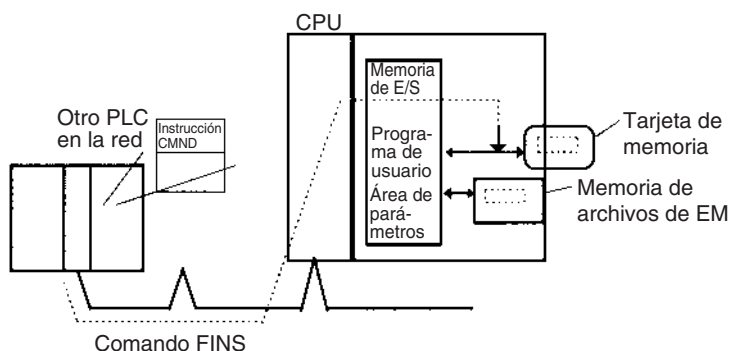 CPU
Memoria
de E/S
Otro PLC
en la red
Instrucción
CMND
Progra-
ma de
usuario
Área de
pará-
metros
Tarjeta de
memoria
Memoria de
archivos de EM
Comando FINS